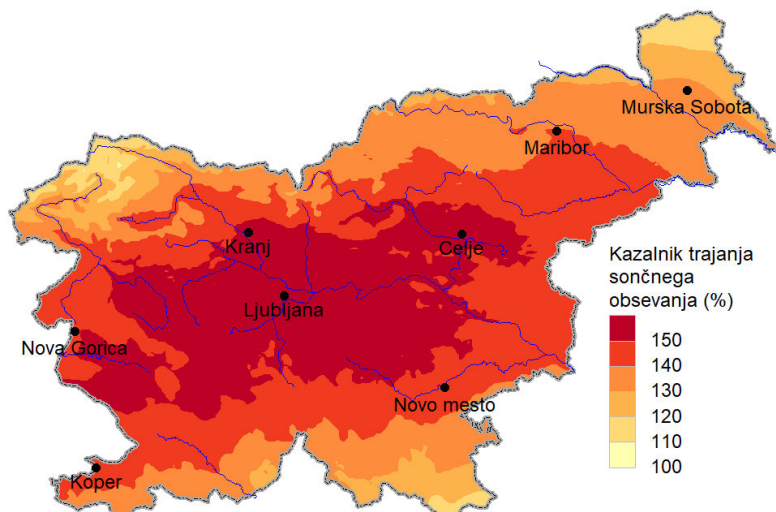 Murska Sobota
Maribor
Kranj
Celje
Ljubljana
Nova Gorica
Novo mesto
Koper
Kazalnik trajanja
sončnega
obsevanja (%)
150
140
130
120
110
100